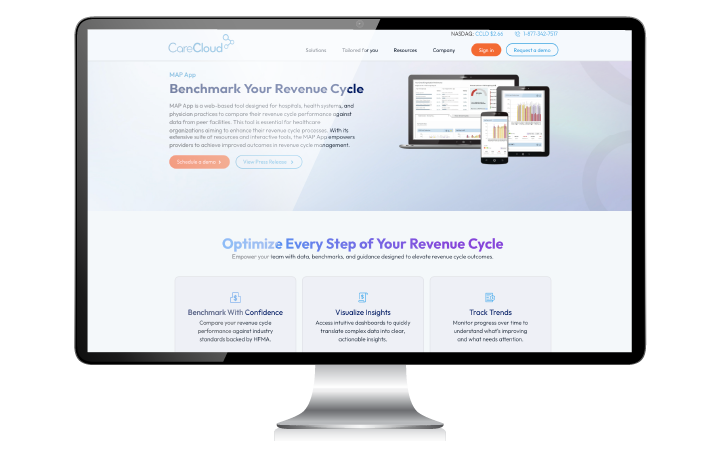 NASDAQ: CCLD $2.66 1-877-342-7517
CareCloud
Solutions Tailored for you Resources Company Sign in Request a demo
MAP App
Benchmark Your Revenue Cycle
MAP App is a web-based tool designed for hospitals, health systems, and
physician practices to compare their revenue cycle performance against
data from peer facilities. This tool is essential for healthcare
organizations aiming to enhance their revenue cycle processes. With its
extensive suite of resources and interactive tools, the MAP App empowers
providers to achieve improved outcomes in revenue cycle management.
Schedule a demo View Press Release
Optimize Every Step of Your Revenue Cycle
Empower your team with data, benchmarks, and guidance designed to elevate revenue cycle outcomes.
Benchmark With Confidence
Compare your revenue cycle
performance against industry
standards backed by HFMA.
Visualize Insights
Access intuitive dashboards to quickly
translate complex data into clear,
actionable insights.
Track Trends
Monitor progress over time to
understand what's improving
and what needs attention.